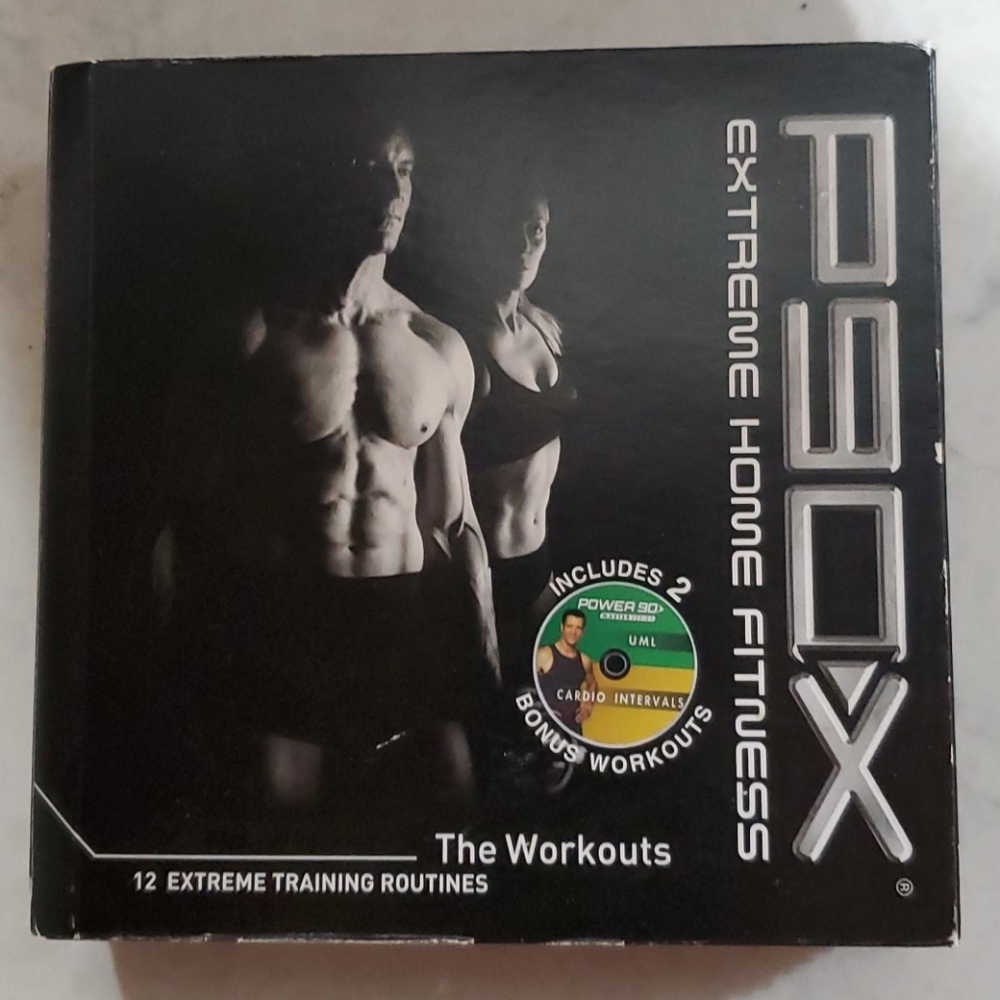 P90X
EXTREME HOME FITNESS
®
INCLUDES 2
POWER 90
UML
CARDIO INTERVALS
BONUS WORKOUTS
The Workouts
12 EXTREME TRAINING ROUTINES